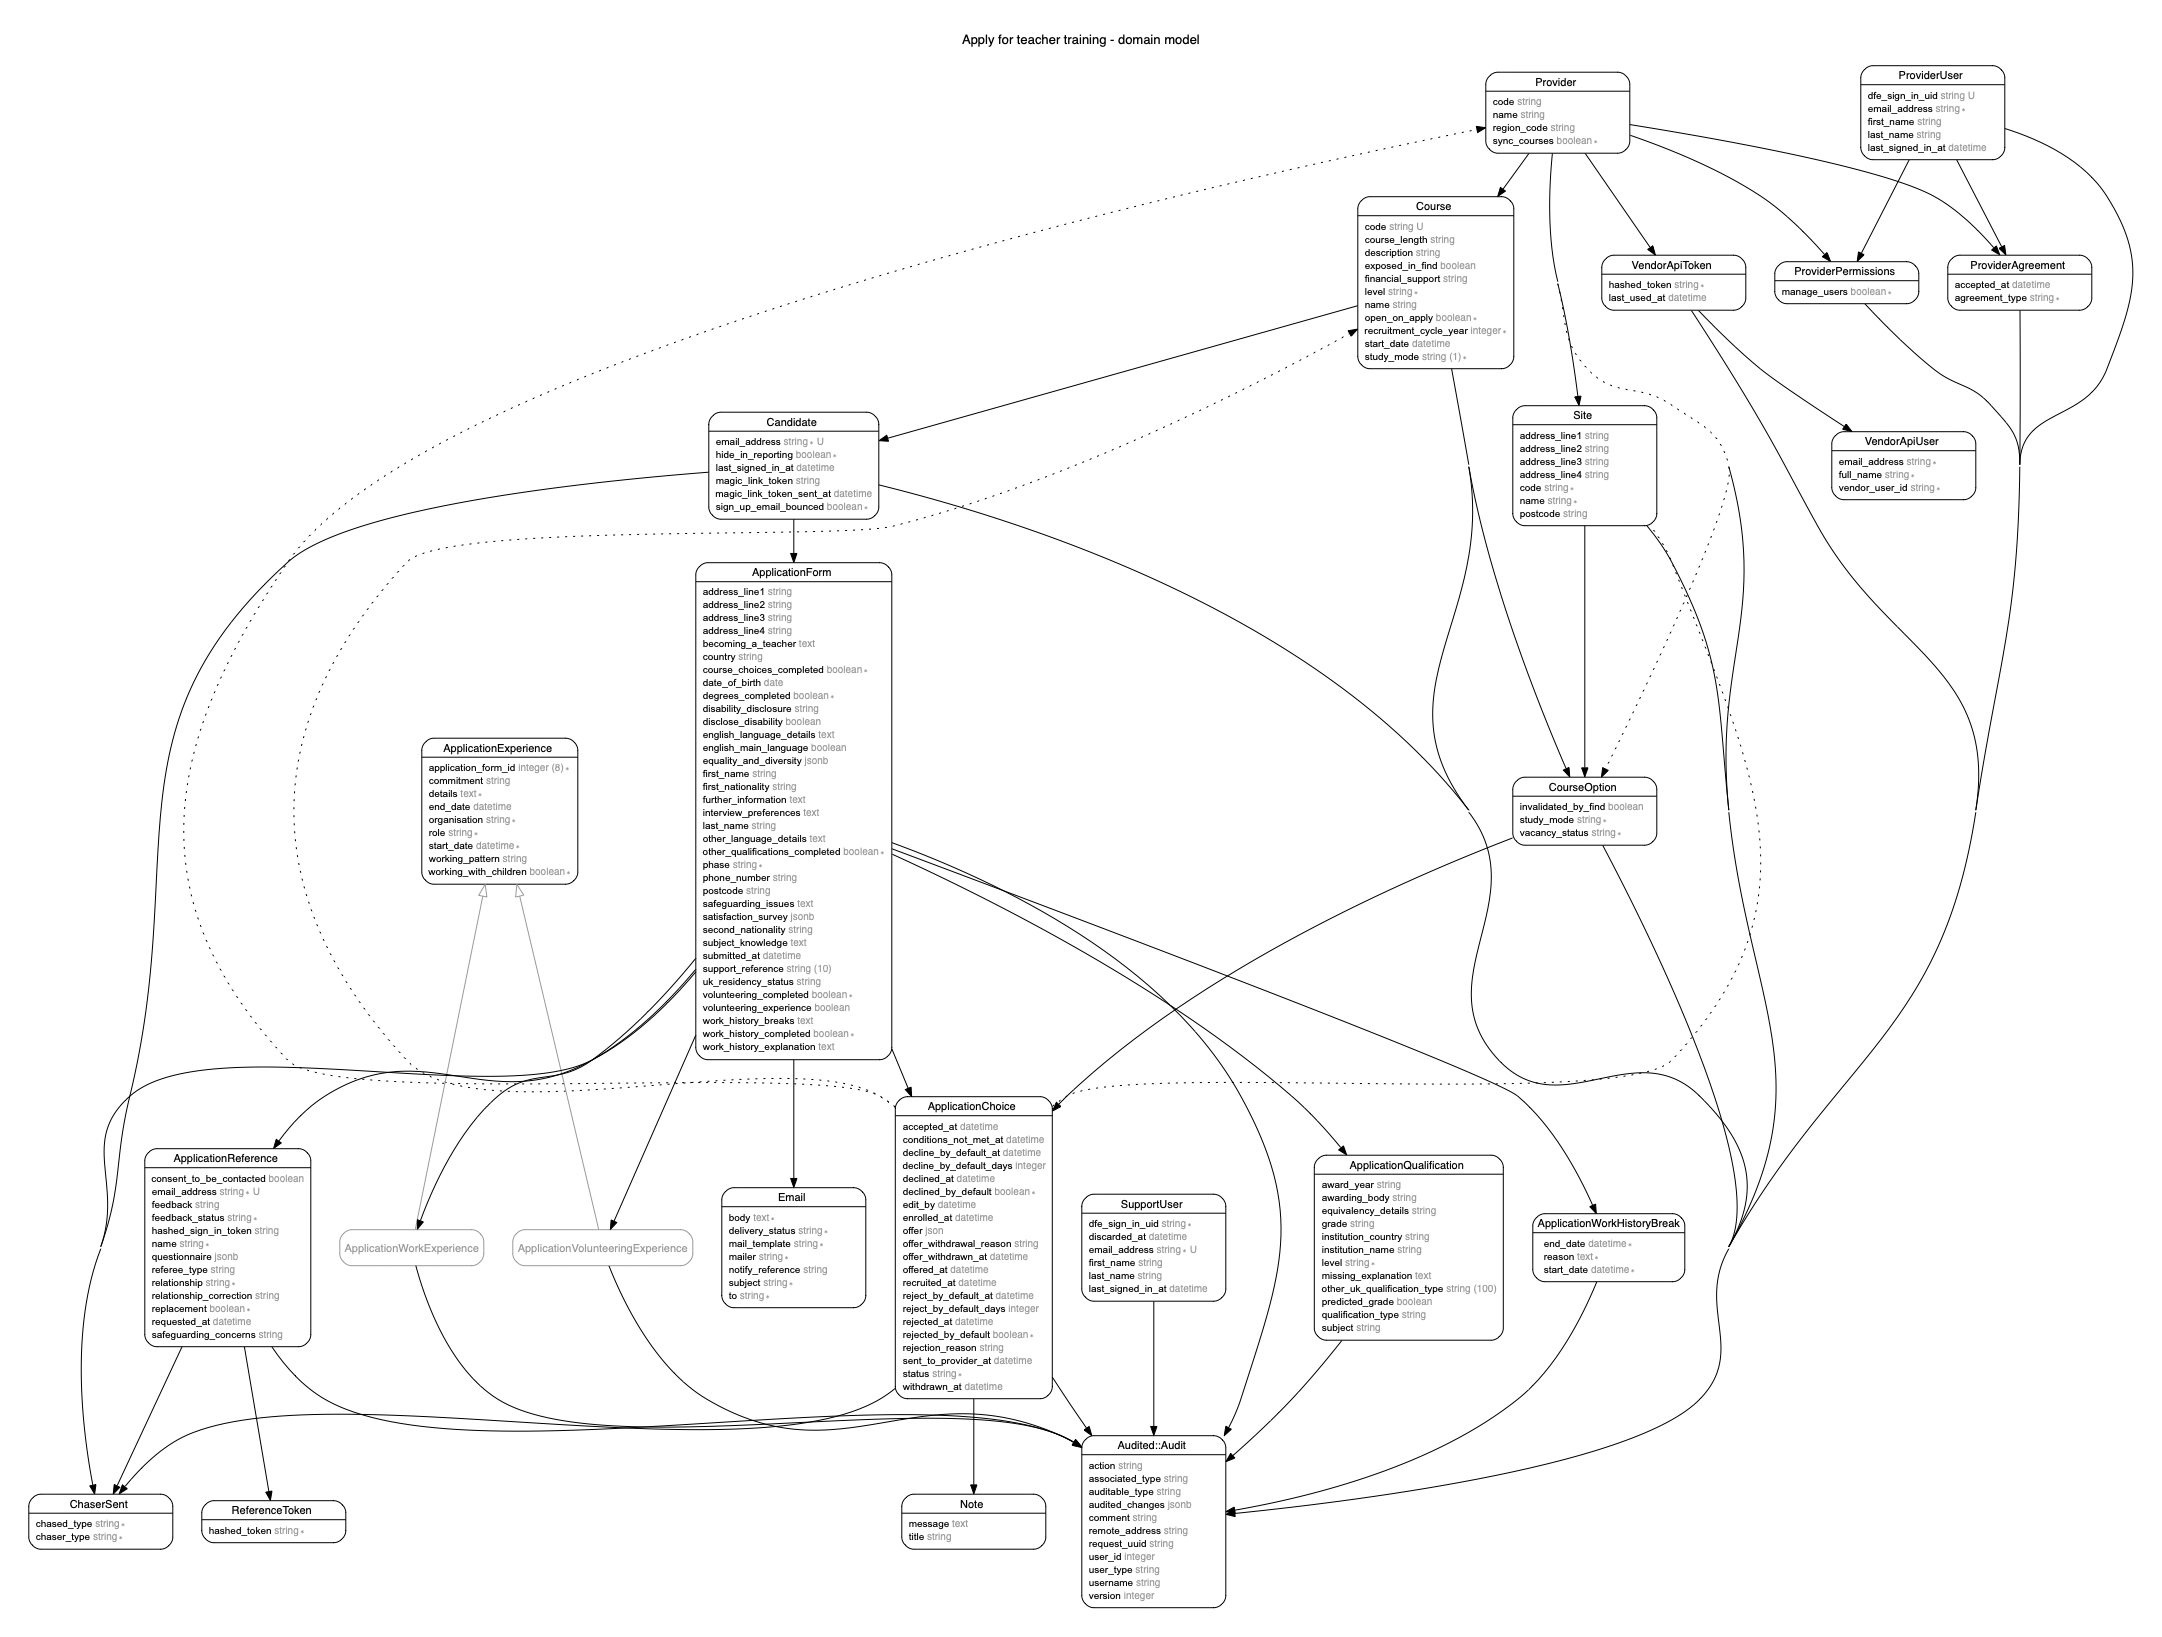 Apply for teacher training - domain model
Provider
code string
name string
region_code string
sync_courses boolean ∗
ProviderUser
dfe_sign_in_uid string U
email_address string ∗
first_name string
last_name string
last_signed_in_at datetime
Course
code string U
course_length string
description string
exposed_in_find boolean
financial_support string
level string ∗
name string
open_on_apply boolean ∗
recruitment_cycle_year integer ∗
start_date datetime
study_mode string (1) ∗
VendorApiToken
hashed_token string ∗
last_used_at datetime
ProviderPermissions
manage_users boolean ∗
ProviderAgreement
accepted_at datetime
agreement_type string ∗
Candidate
email_address string ∗ U
hide_in_reporting boolean ∗
last_signed_in_at datetime
magic_link_token string
magic_link_token_sent_at datetime
sign_up_email_bounced boolean ∗
Site
address_line1 string
address_line2 string
address_line3 string
address_line4 string
code string ∗
name string ∗
postcode string
VendorApiUser
email_address string ∗
full_name string ∗
vendor_user_id string ∗
ApplicationForm
address_line1 string
address_line2 string
address_line3 string
address_line4 string
becoming_a_teacher text
country string
course_choices_completed boolean ∗
date_of_birth date
degrees_completed boolean ∗
disability_disclosure string
disclose_disability boolean
english_language_details text
english_main_language boolean
equality_and_diversity jsonb
first_name string
first_nationality string
further_information text
interview_preferences text
last_name string
other_language_details text
other_qualifications_completed boolean ∗
phase string ∗
phone_number string
postcode string
safeguarding_issues text
satisfaction_survey jsonb
second_nationality string
subject_knowledge text
submitted_at datetime
support_reference string (10)
uk_residency_status string
volunteering_completed boolean ∗
volunteering_experience boolean
work_history_breaks text
work_history_completed boolean ∗
work_history_explanation text
ApplicationExperience
application_form_id integer (8) ∗
commitment string
details text ∗
end_date datetime
organisation string ∗
role string ∗
start_date datetime ∗
working_pattern string
working_with_children boolean ∗
CourseOption
invalidated_by_find boolean
study_mode string ∗
vacancy_status string ∗
ApplicationReference
consent_to_be_contacted boolean
email_address string ∗ U
feedback string
feedback_status string ∗
hashed_sign_in_token string
name string ∗
questionnaire jsonb
referee_type string
relationship string ∗
relationship_correction string
replacement boolean ∗
requested_at datetime
safeguarding_concerns string
ApplicationWorkExperience
ApplicationVolunteeringExperience
Email
body text ∗
delivery_status string ∗
mail_template string ∗
mailer string ∗
notify_reference string
subject string ∗
to string ∗
ApplicationChoice
accepted_at datetime
conditions_not_met_at datetime
decline_by_default_at datetime
decline_by_default_days integer
declined_at datetime
declined_by_default boolean ∗
edit_by datetime
enrolled_at datetime
offer json
offer_withdrawal_reason string
offer_withdrawn_at datetime
offered_at datetime
recruited_at datetime
reject_by_default_at datetime
reject_by_default_days integer
rejected_at datetime
rejected_by_default boolean ∗
rejection_reason string
sent_to_provider_at datetime
status string ∗
withdrawn_at datetime
SupportUser
dfe_sign_in_uid string ∗
discarded_at datetime
email_address string ∗ U
first_name string
last_name string
last_signed_in_at datetime
ApplicationQualification
award_year string
awarding_body string
equivalency_details string
grade string
institution_country string
institution_name string
level string ∗
missing_explanation text
other_uk_qualification_type string (100)
predicted_grade boolean
qualification_type string
subject string
ApplicationWorkHistoryBreak
end_date datetime ∗
reason text ∗
start_date datetime ∗
ChaserSent
chased_type string ∗
chaser_type string ∗
ReferenceToken
hashed_token string ∗
Note
message text
title string
Audited::Audit
action string
associated_type string
auditable_type string
audited_changes jsonb
comment string
remote_address string
request_uuid string
user_id integer
user_type string
username string
version integer